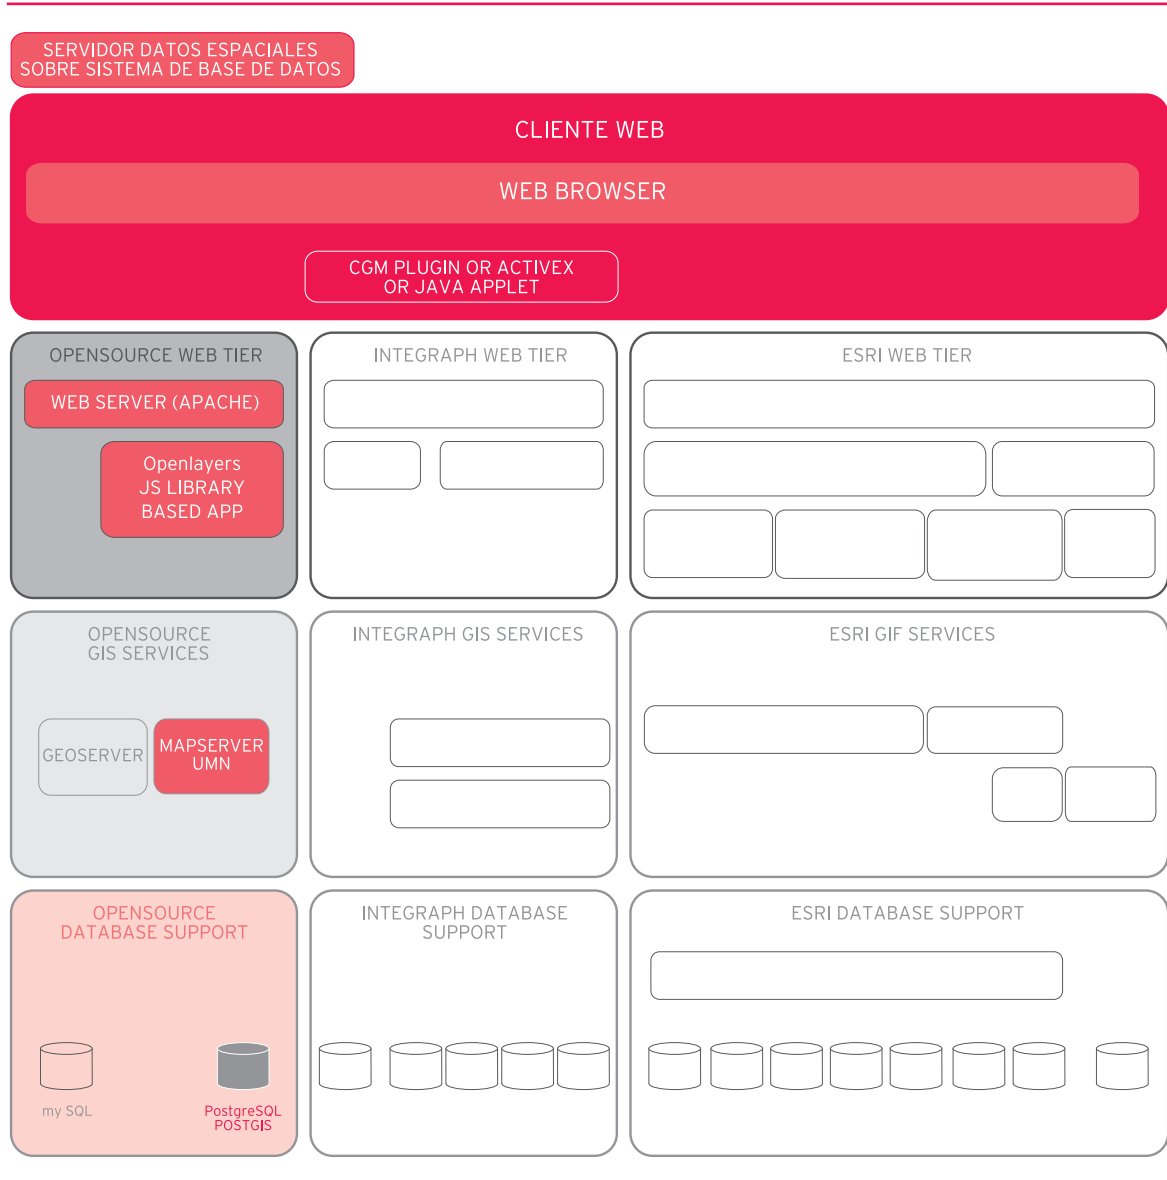 SERVIDOR DATOS ESPACIALES
SOBRE SISTEMA DE BASE DE DATOS
CLIENTE WEB
WEB BROWSER
CGM PLUGIN OR ACTIVEX
OR JAVA APPLET
OPENSOURCE WEB TIER
WEB SERVER (APACHE)
Openlayers
JS LIBRARY
BASED APP
INTEGRAPH WEB TIER
ESRI WEB TIER
OPENSOURCE
GIS SERVICES
GEOSERVER
MAPSERVER
UMN
INTEGRAPH GIS SERVICES
ESRI GIF SERVICES
OPENSOURCE
DATABASE SUPPORT
my SQL
PostgreSQL
POSTGIS
INTEGRAPH DATABASE
SUPPORT
ESRI DATABASE SUPPORT